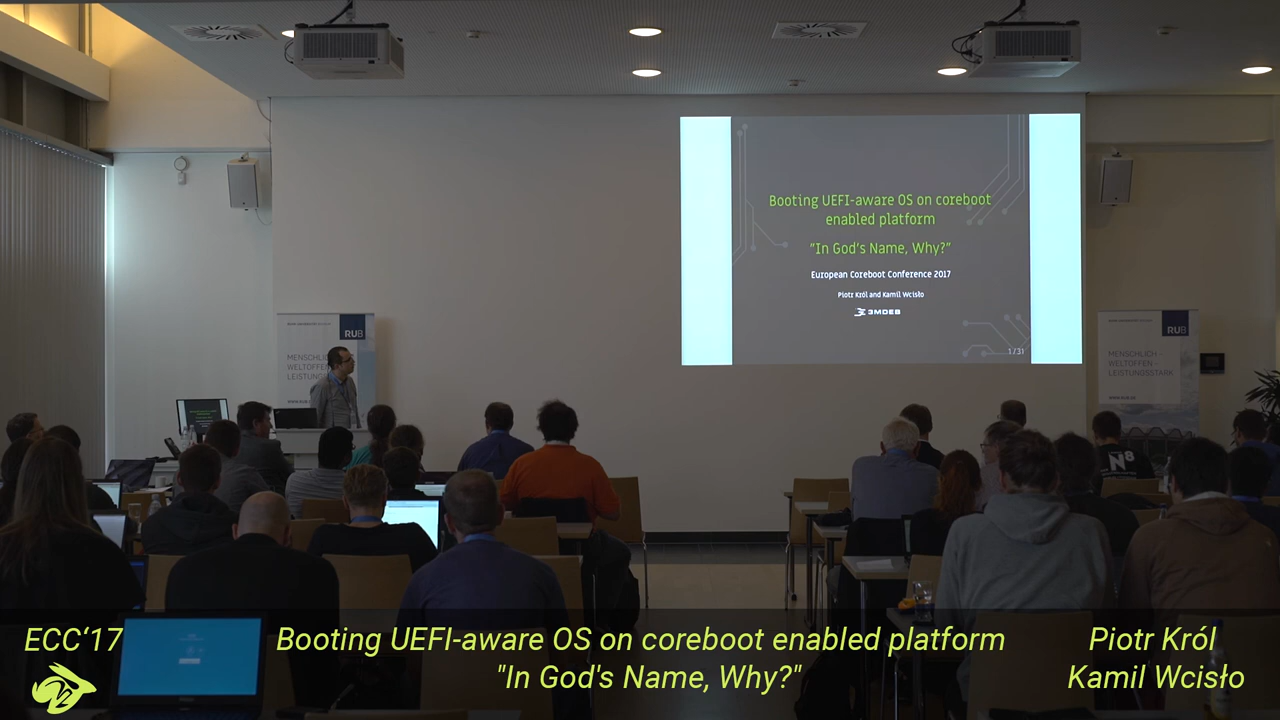 Booting UEFI-aware OS on coreboot
enabled platform
"In God's Name, Why?"
European Coreboot Conference 2017
Piotr Król and Kamil Wcisło
3MDEB
1/31
RUB
MENSCHLICH
WELTOFFEN
LEISTUNGS
RUB
MENSCHLICH –
WELTOFFEN –
LEISTUNGSSTARK
N8
ECC‘17
Booting UEFI-aware OS on coreboot enabled platform
"In God's Name, Why?"
Piotr Król
Kamil Wcisło